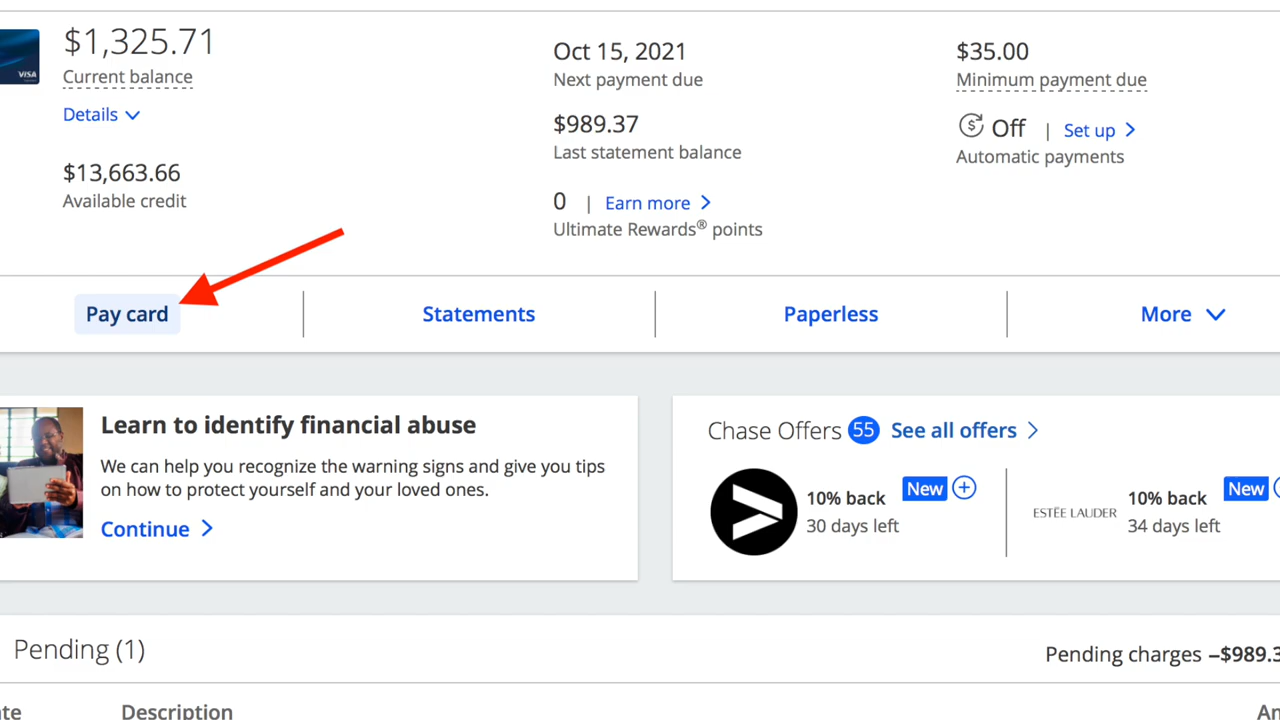 VISA
$1,325.71
Current balance
Details
$13,663.66
Available credit
Oct 15, 2021
Next payment due
$989.37
Last statement balance
0 | Earn more
Ultimate Rewards® points
$35.00
Minimum payment due
Off | Set up
Automatic payments
Pay card
Statements
Paperless
More
Learn to identify financial abuse
We can help you recognize the warning signs and give you tips
on how to protect yourself and your loved ones.
Continue
Chase Offers 55 See all offers
10% back New
30 days left
ESTĒE LAUDER
10% back New
34 days left
Pending (1)
Pending charges –$989.3
te Description An